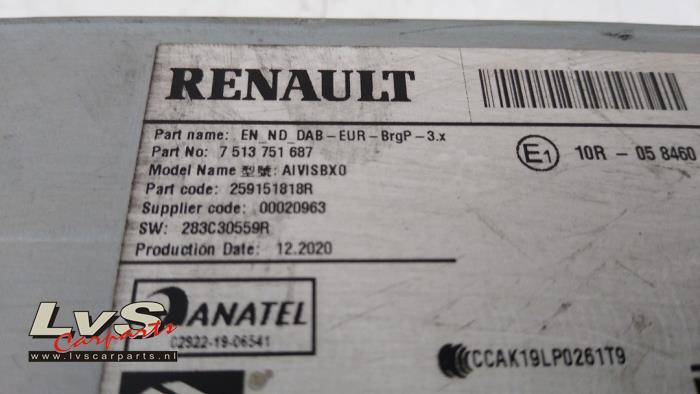 RENAULT
Part name: EN_ND_DAB-EUR-BrgP-3.x
Part No: 7 513 751 687
Model Name 型號: AIVISBX0
Part code: 259151818R
Supplier code: 00020963
SW: 283C30559R
Production Date: 12.2020
E1 10R - 05 8460
ANATEL
02922-19-06541
CCAK19LP0261T9
LvS
Carparts
www.lvscarparts.nl